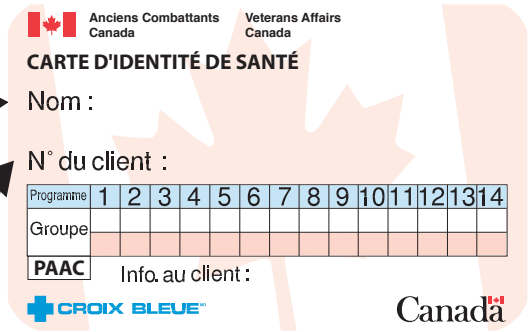 Anciens Combattants Veterans Affairs
Canada Canada
CARTE D'IDENTITÉ DE SANTÉ
Nom :
N° du client :
Programme 1 2 3 4 5 6 7 8 9 10 11 12 13 14
Groupe
PAAC Info. au client :
CROIX BLEUE MD
Canada